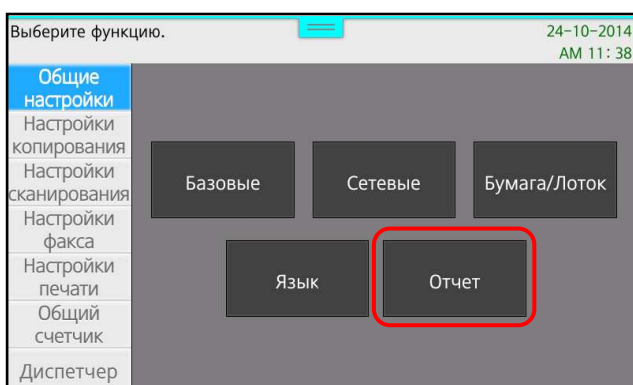 Выберите функцию.
24-10-2014
AM 11:38
Общие
настройки
Настройки
копирования
Настройки
сканирования
Настройки
факса
Настройки
печати
Общий
счетчик
Диспетчер
Базовые
Сетевые
Бумага/Лоток
Язык
Отчет